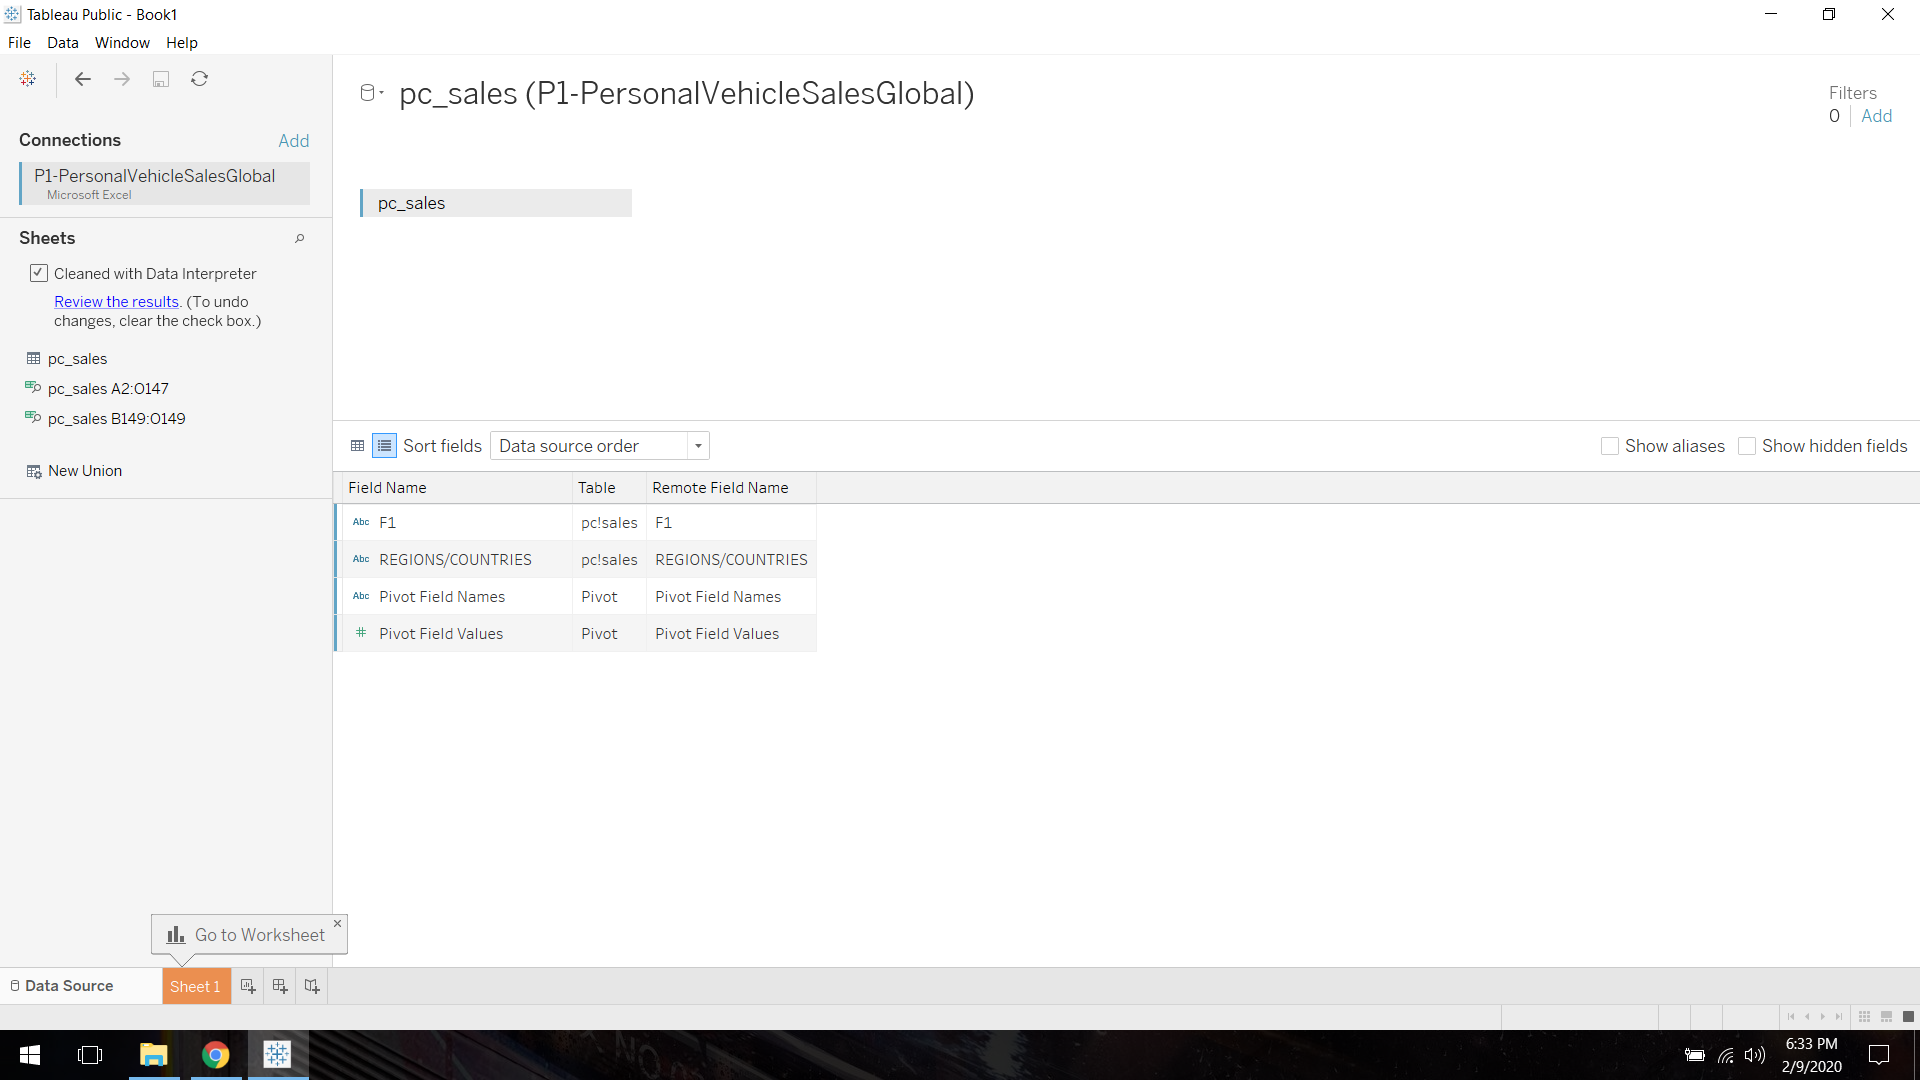 Tableau Public - Book1
File Data Window Help
Connections Add
P1-PersonalVehicleSalesGlobal
Microsoft Excel
Sheets
Cleaned with Data Interpreter
Review the results. (To undo
changes, clear the check box.)
pc_sales
pc_sales A2:O147
pc_sales B149:O149
New Union
pc_sales (P1-PersonalVehicleSalesGlobal)
Filters
0 Add
pc_sales
Sort fields Data source order Show aliases Show hidden fields
Field Name Table Remote Field Name
Abc F1 pc!sales F1
Abc REGIONS/COUNTRIES pc!sales REGIONS/COUNTRIES
Abc Pivot Field Names Pivot Pivot Field Names
# Pivot Field Values Pivot Pivot Field Values
Go to Worksheet
Data Source Sheet 1
6:33 PM
2/9/2020